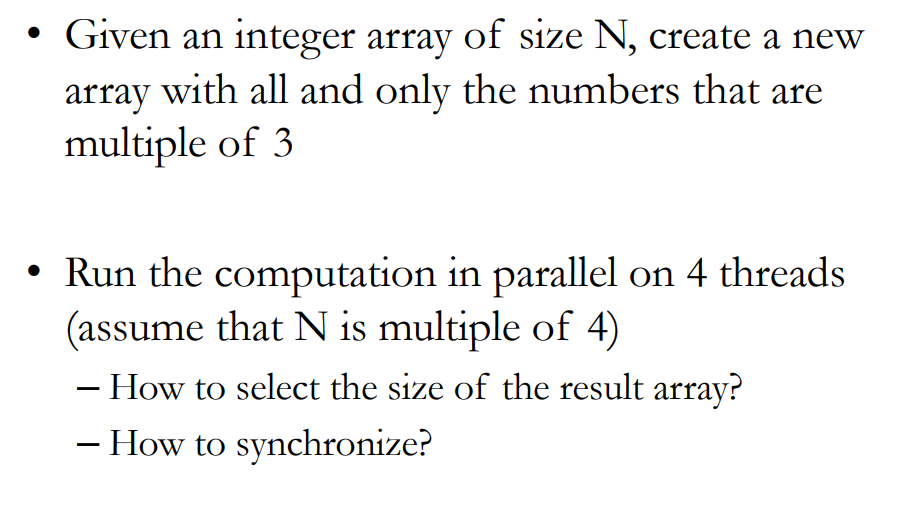 • Given an integer array of size N, create a new
array with all and only the numbers that are
multiple of 3
• Run the computation in parallel on 4 threads
(assume that N is multiple of 4)
– How to select the size of the result array?
– How to synchronize?